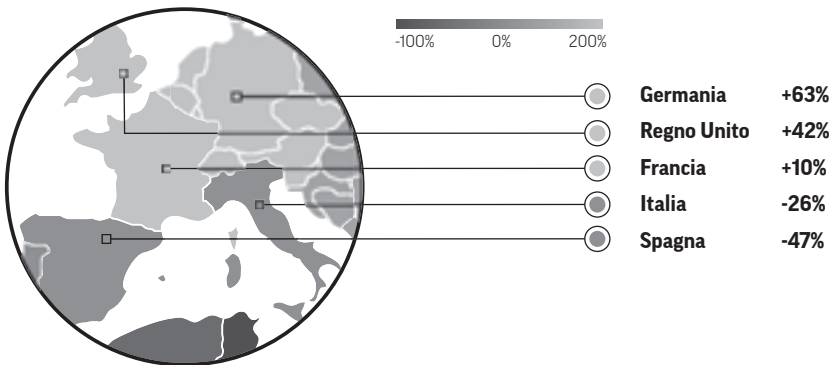 -100% 0% 200%
Germania +63%
Regno Unito +42%
Francia +10%
Italia -26%
Spagna -47%